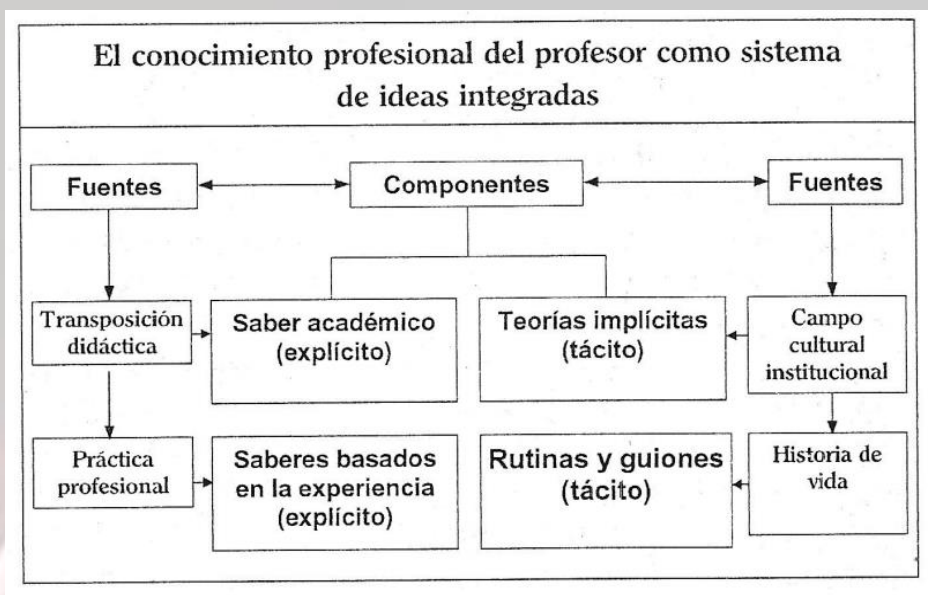 El conocimiento profesional del profesor como sistema
de ideas integradas
Fuentes
Componentes
Fuentes
Transposición
didáctica
Saber académico
(explícito)
Teorías implícitas
(tácito)
Campo
cultural
institucional
Práctica
profesional
Saberes basados
en la experiencia
(explícito)
Rutinas y guiones
(tácito)
Historia de
vida